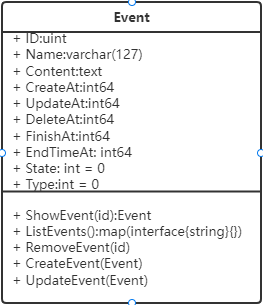 Event
+ ID:uint
+ Name:varchar(127)
+ Content:text
+ CreateAt:int64
+ UpdateAt:int64
+ DeleteAt:int64
+ FinishAt:int64
+ EndTimeAt: int64
+ State: int = 0
+ Type:int = 0
+ ShowEvent(id):Event
+ ListEvents():map(interface{string}{})
+ RemoveEvent(id)
+ CreateEvent(Event)
+ UpdateEvent(Event)